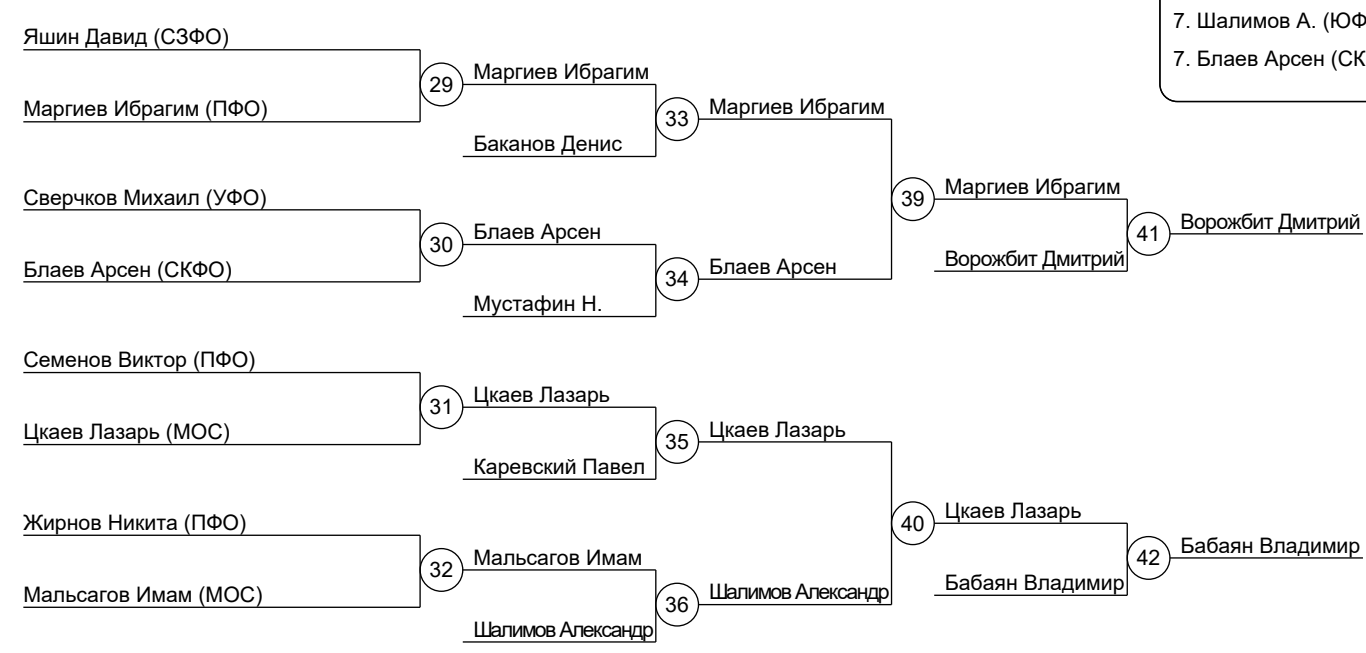 7. Шалимов А. (ЮФ
7. Блаев Арсен (СК
Яшин Давид (СЗФО)
29
Маргиев Ибрагим
Маргиев Ибрагим (ПФО)
33
Маргиев Ибрагим
Баканов Денис
Сверчков Михаил (УФО)
39
Маргиев Ибрагим
30
Блаев Арсен
41
Ворожбит Дмитрий
Блаев Арсен (СКФО)
34
Блаев Арсен
Ворожбит Дмитрий
Мустафин Н.
Семенов Виктор (ПФО)
31
Цкаев Лазарь
Цкаев Лазарь (МОС)
35
Цкаев Лазарь
Каревский Павел
Жирнов Никита (ПФО)
40
Цкаев Лазарь
32
Мальсагов Имам
42
Бабаян Владимир
Мальсагов Имам (МОС)
36
Шалимов Александр
Бабаян Владимир
Шалимов Александр